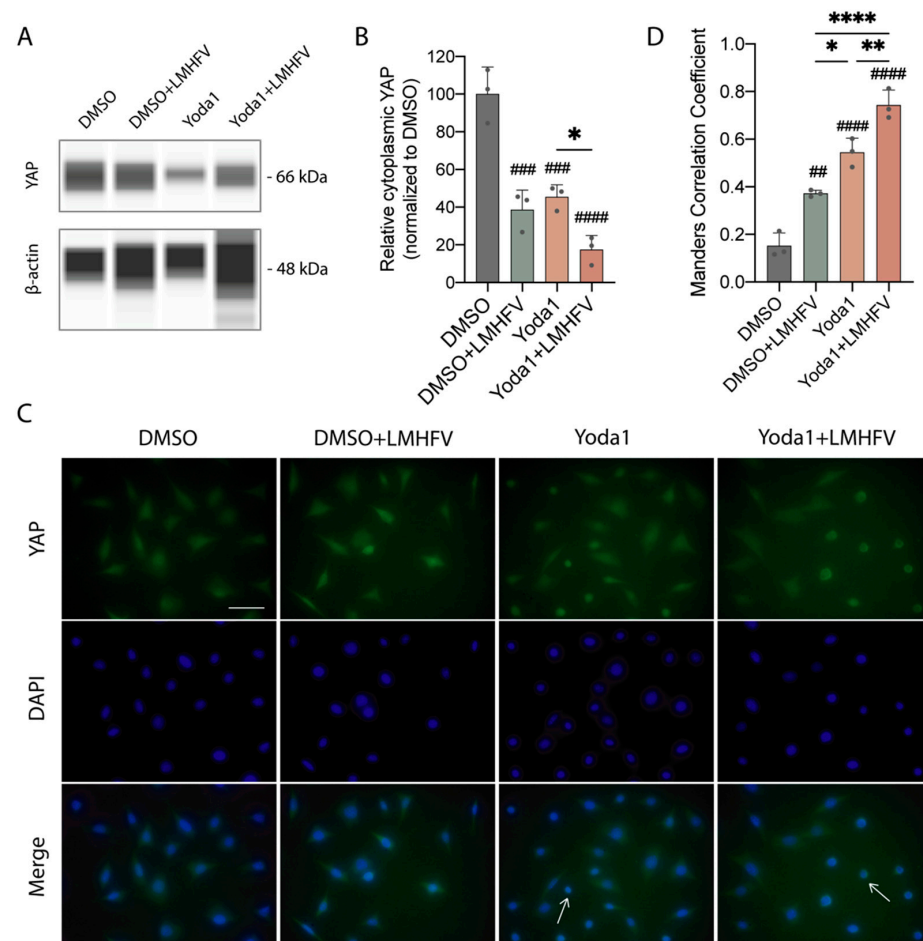 A
DMSO
DMSO+LMHFV
Yoda1
Yoda1+LMHFV
YAP
- 66 kDa
β-actin
- 48 kDa
B
Relative cytoplasmic YAP
(normalized to DMSO)
120
100
80
60
40
20
0
###
###
*
####
DMSO
DMSO+LMHFV
Yoda1
Yoda1+LMHFV
D
Manders Correlation Coefficient
1.0
0.8
0.6
0.4
0.2
0.0
****
* **
##
####
####
DMSO
DMSO+LMHFV
Yoda1
Yoda1+LMHFV
C
DMSO DMSO+LMHFV Yoda1 Yoda1+LMHFV
YAP
DAPI
Merge